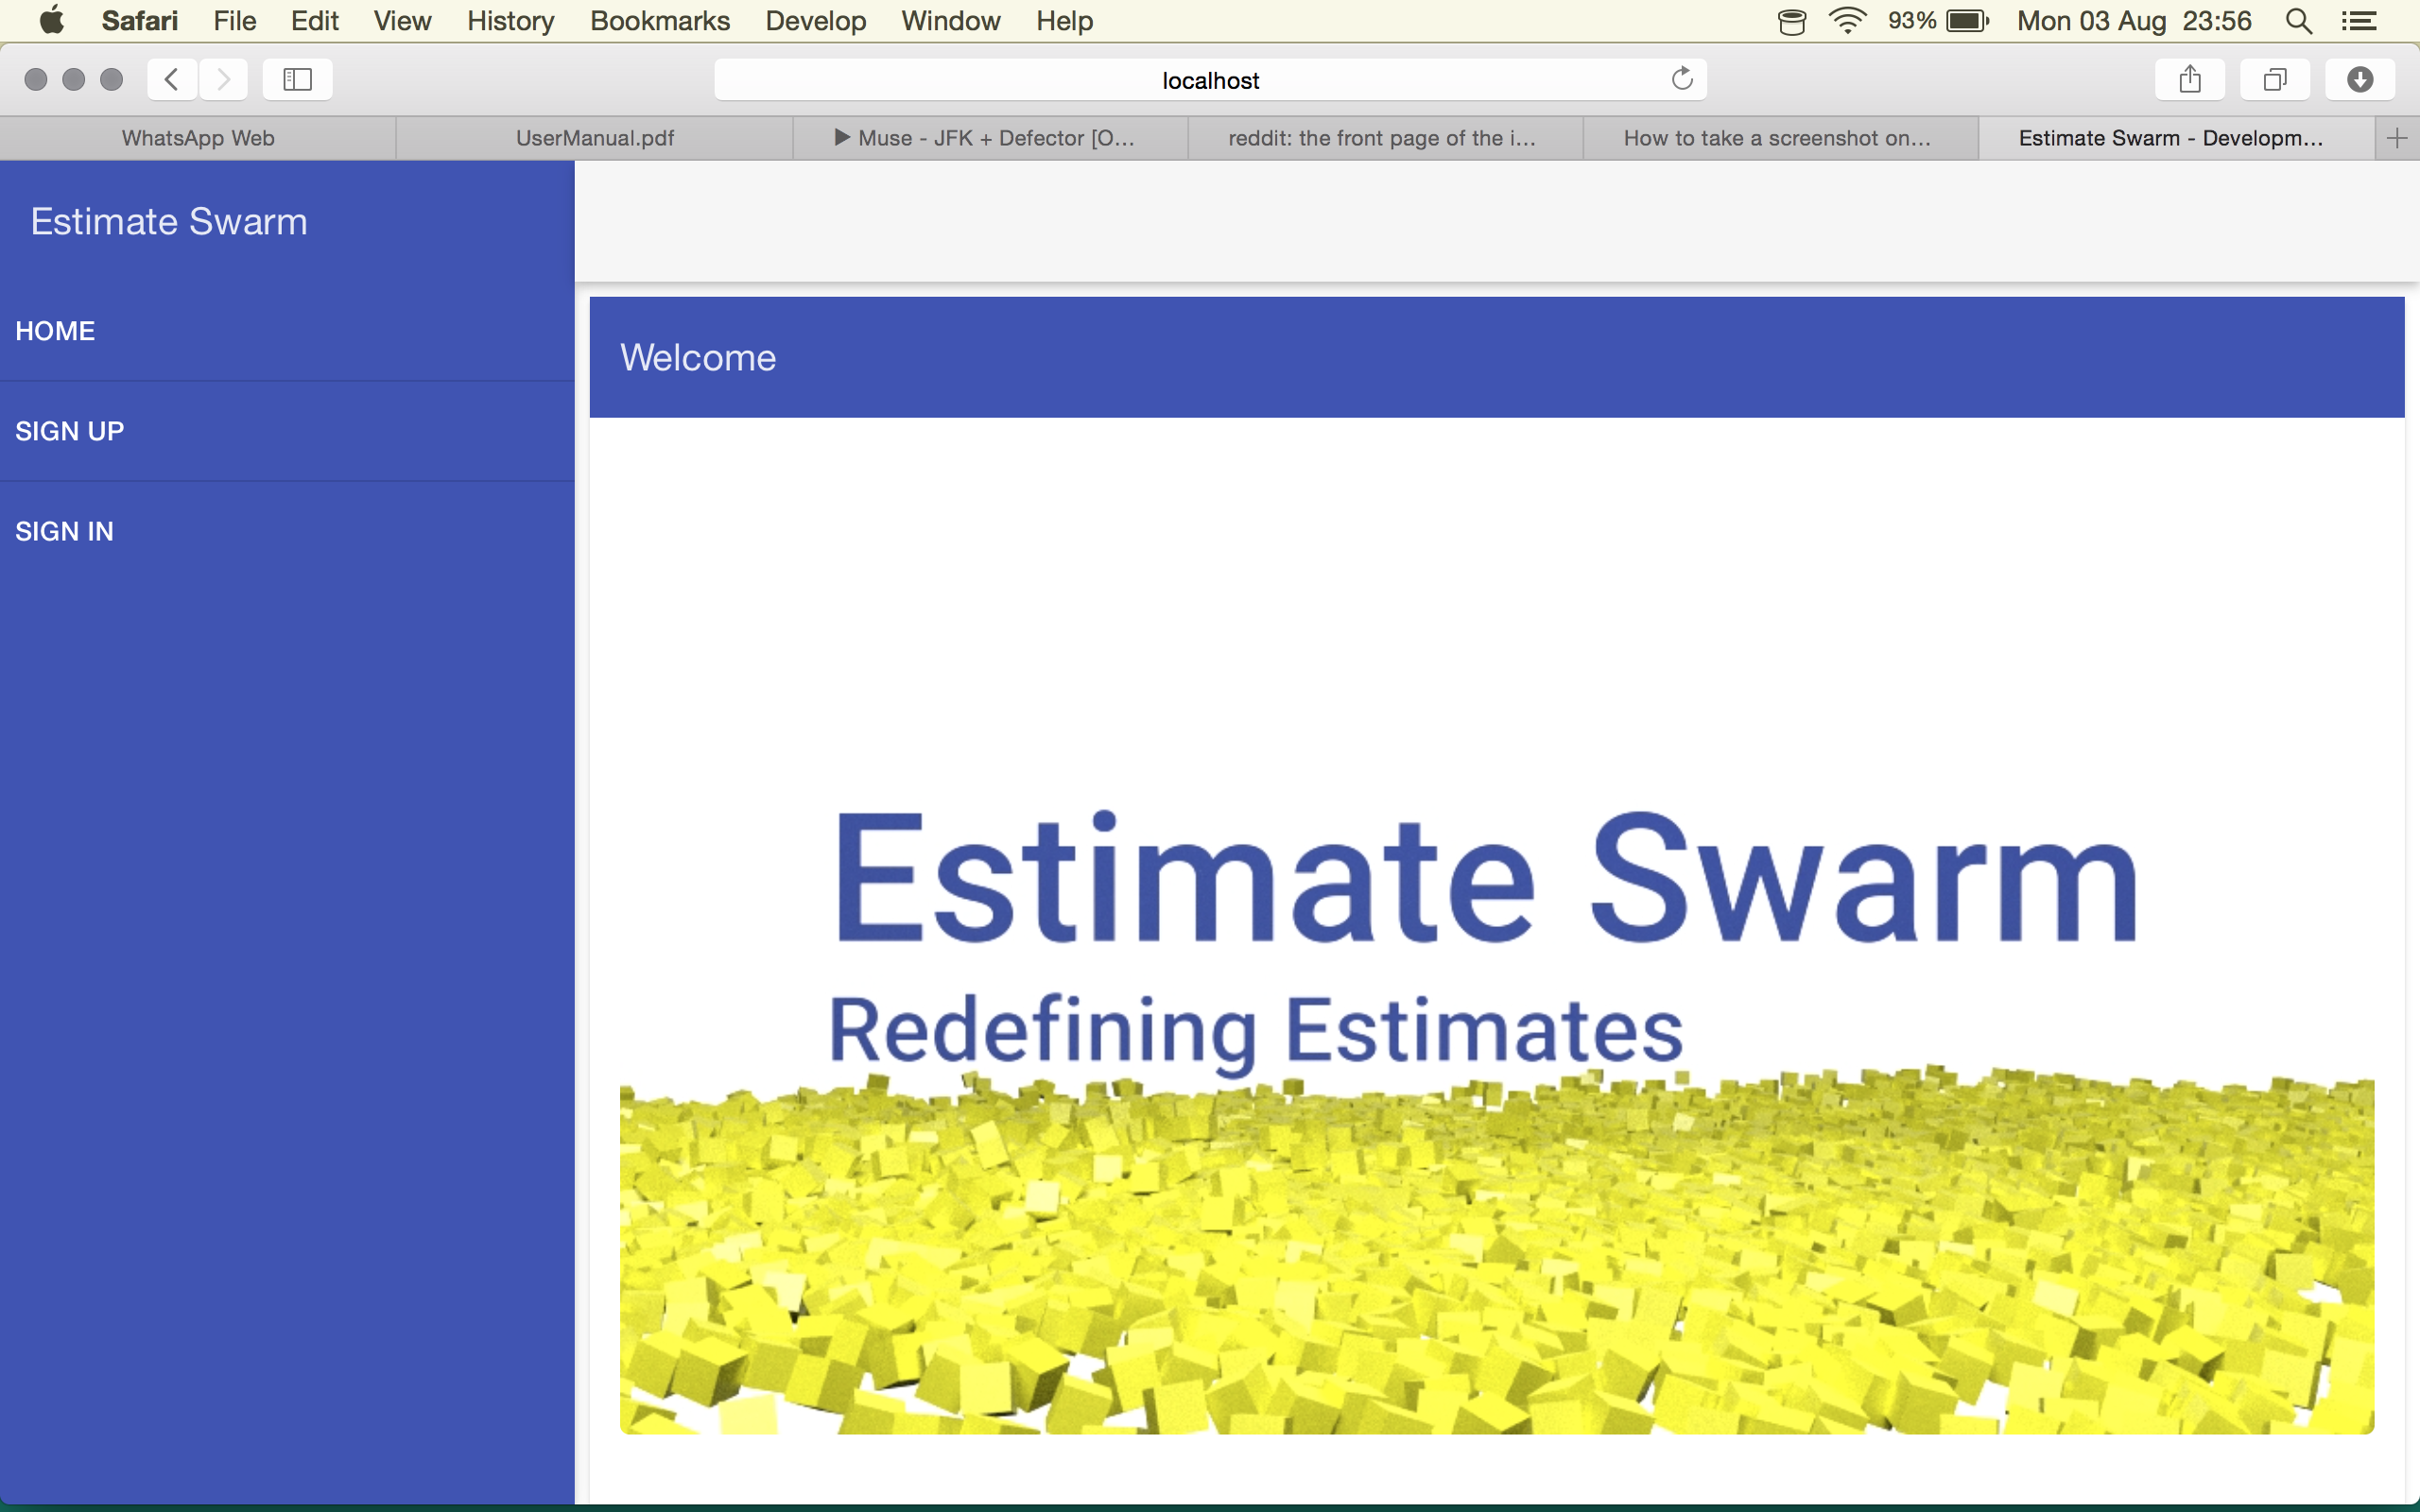 Safari File Edit View History Bookmarks Develop Window Help 93% Mon 03 Aug 23:56
localhost
WhatsApp Web UserManual.pdf ▶ Muse - JFK + Defector [O... reddit: the front page of the i... How to take a screenshot on... Estimate Swarm - Developm...
Estimate Swarm
HOME
SIGN UP
SIGN IN
Welcome
Estimate Swarm
Redefining Estimates